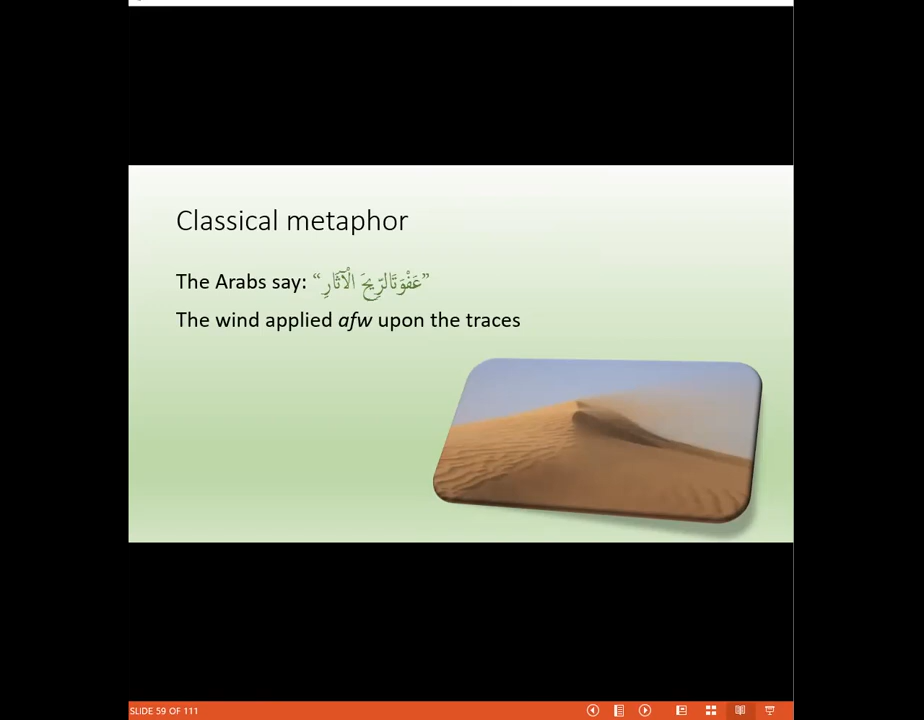 Classical metaphor
The Arabs say: “عَفْوَتَالرِّيحَ الْآثَارِ”
The wind applied afw upon the traces
SLIDE 59 OF 111